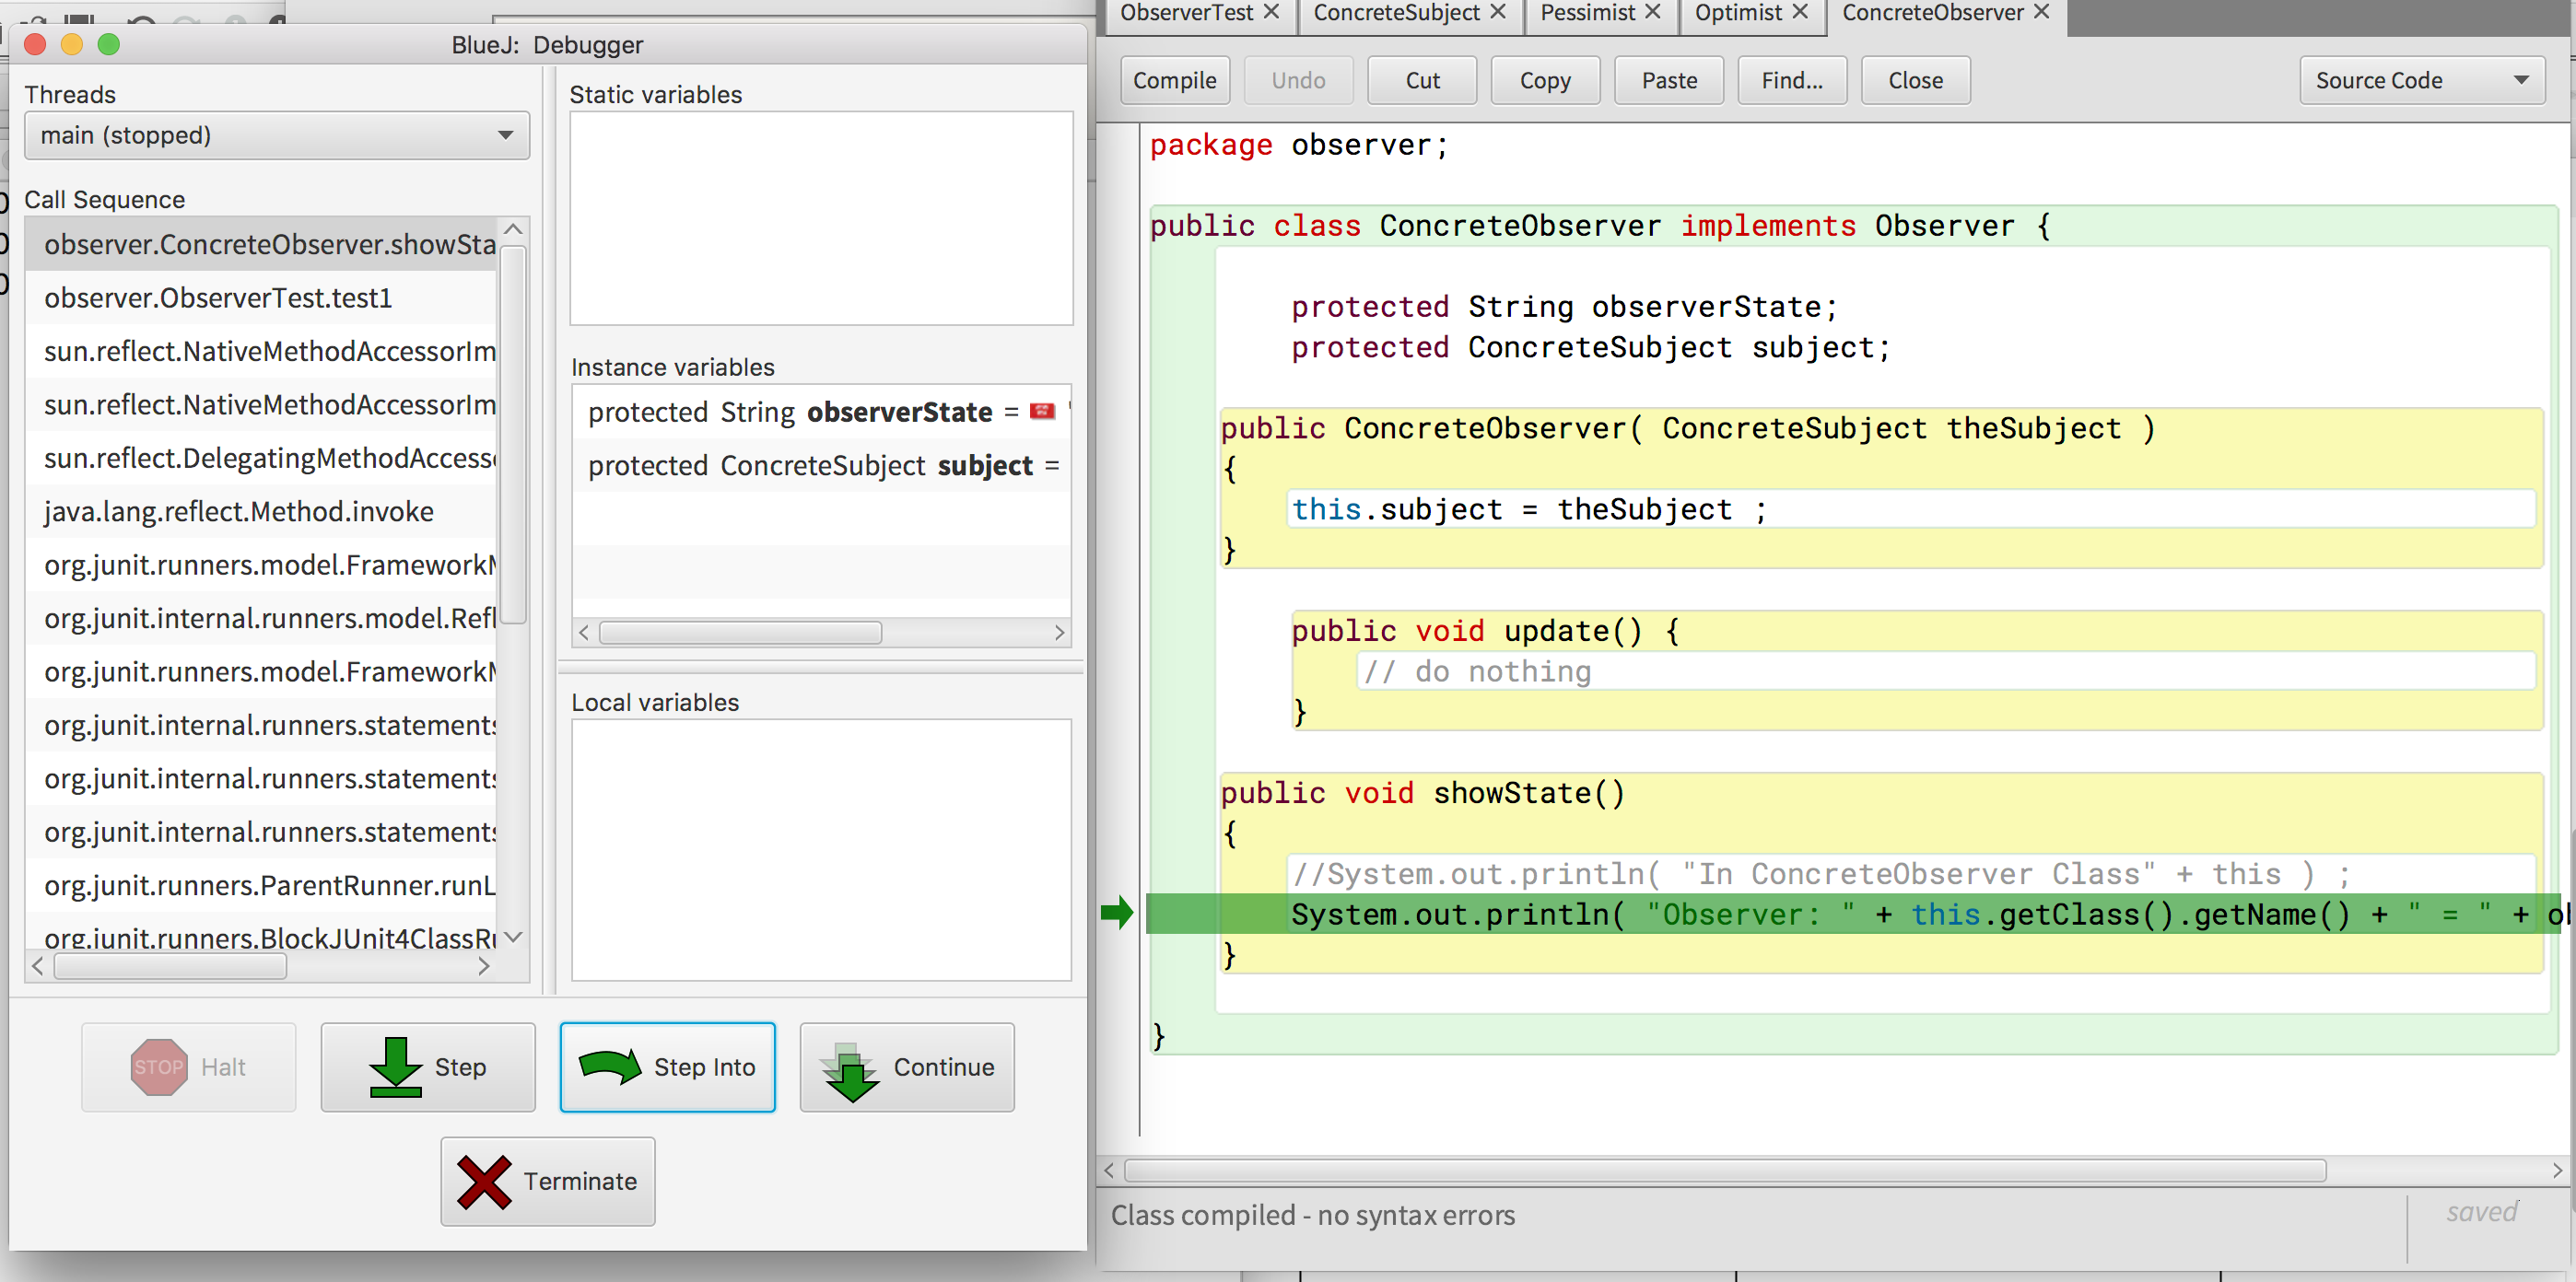 BlueJ: Debugger
Threads
main (stopped)
Call Sequence
observer.ConcreteObserver.showSta
observer.ObserverTest.test1
sun.reflect.NativeMethodAccessorIm
sun.reflect.NativeMethodAccessorIm
sun.reflect.DelegatingMethodAccess
java.lang.reflect.Method.invoke
org.junit.runners.model.Framework
org.junit.internal.runners.model.Refl
org.junit.runners.model.Framework
org.junit.internal.runners.statements
org.junit.internal.runners.statements
org.junit.internal.runners.statements
org.junit.runners.ParentRunner.runL
org.junit.runners.BlockJUnit4ClassRu
Static variables
Instance variables
protected String observerState =
protected ConcreteSubject subject =
Local variables
STOP Halt
Step
Step Into
Continue
Terminate
ObserverTest ConcreteSubject Pessimist Optimist ConcreteObserver
Compile Undo Cut Copy Paste Find... Close Source Code
package observer;
public class ConcreteObserver implements Observer {
protected String observerState;
protected ConcreteSubject subject;
public ConcreteObserver( ConcreteSubject theSubject )
{
this.subject = theSubject ;
}
public void update() {
// do nothing
}
public void showState()
{
//System.out.println( "In ConcreteObserver Class" + this ) ;
System.out.println( "Observer: " + this.getClass().getName() + " = " + ob
}
}
Class compiled - no syntax errors
saved